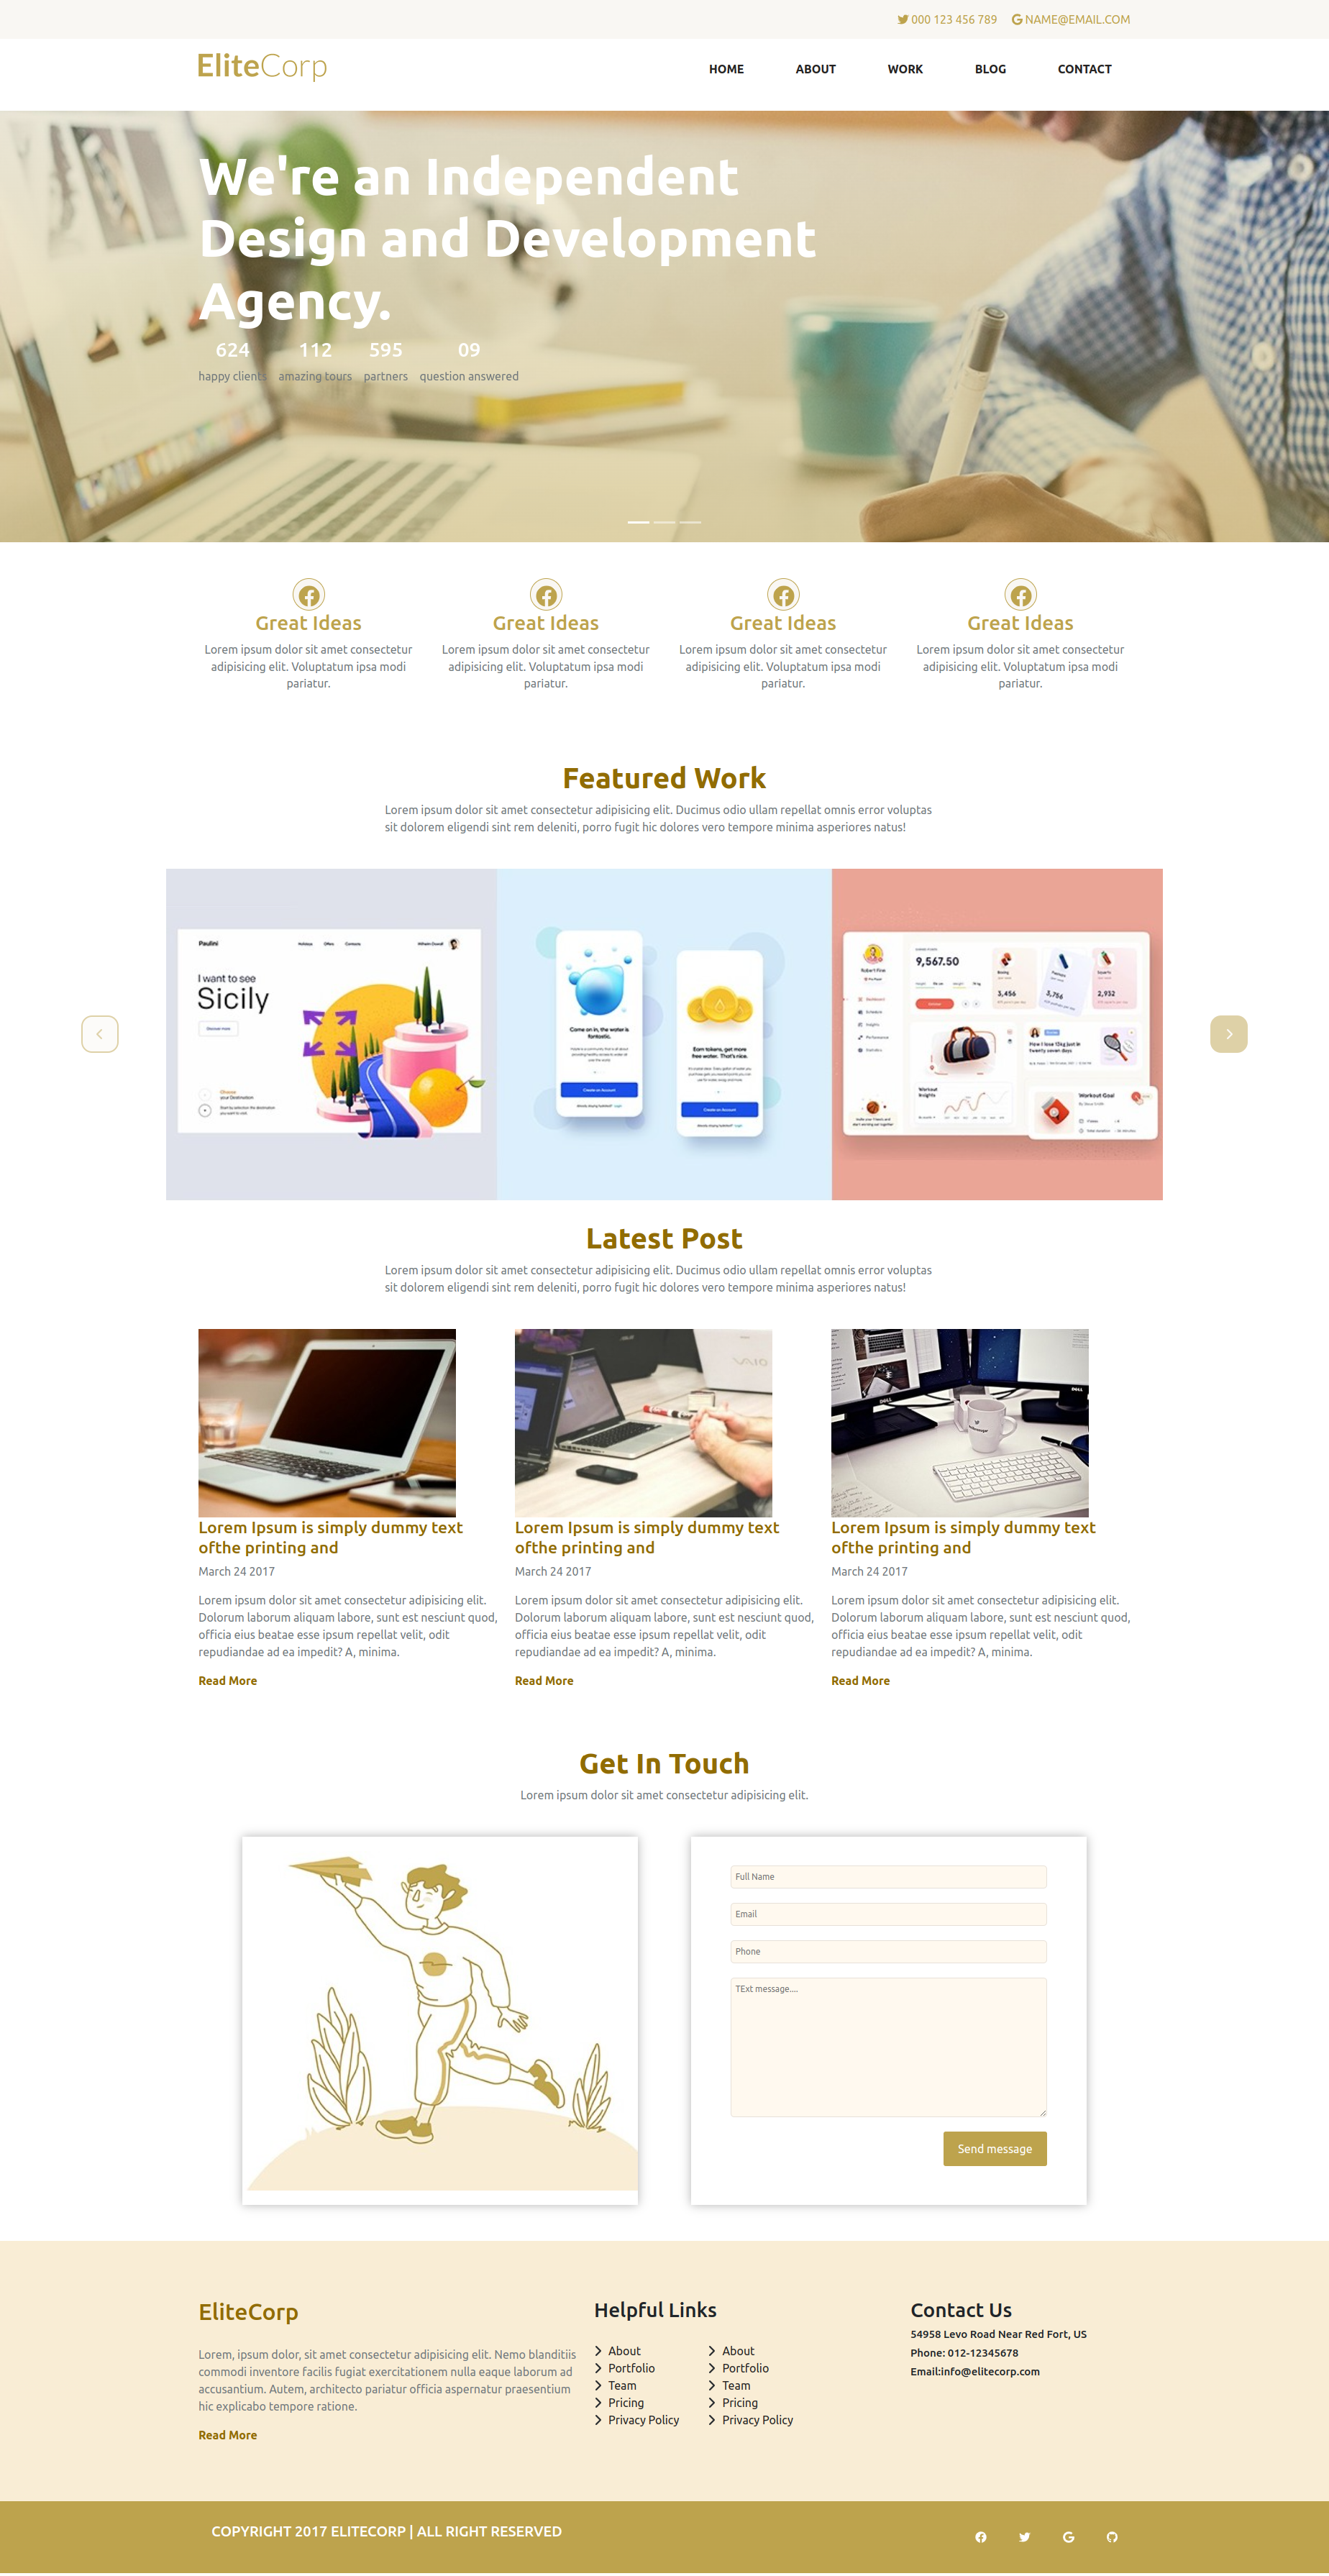 000 123 456 789 NAME@EMAIL.COM
EliteCorp
HOME ABOUT WORK BLOG CONTACT
We're an Independent
Design and Development
Agency.
624 112 595 09
happy clients amazing tours partners question answered
Great Ideas
Lorem ipsum dolor sit amet consectetur
adipisicing elit. Voluptatum ipsa modi
pariatur.
Great Ideas
Lorem ipsum dolor sit amet consectetur
adipisicing elit. Voluptatum ipsa modi
pariatur.
Great Ideas
Lorem ipsum dolor sit amet consectetur
adipisicing elit. Voluptatum ipsa modi
pariatur.
Great Ideas
Lorem ipsum dolor sit amet consectetur
adipisicing elit. Voluptatum ipsa modi
pariatur.
Featured Work
Lorem ipsum dolor sit amet consectetur adipisicing elit. Ducimus odio ullam repellat omnis error voluptas
sit dolorem eligendi sint rem deleniti, porro fugit hic dolores vero tempore minima asperiores natus!
Paulini
I want to see
Sicily
Discover now
Come on in, the water is
fantastic.
Create an Account
Earn tokens, get more
free water. That's nice.
Create an Account
9,567.50
3,456
3,756
2,932
Dashboard
Insights
Performance
How I lose 12kg just in
twenty seven days
Workout
Insights
Workout Goal
Latest Post
Lorem ipsum dolor sit amet consectetur adipisicing elit. Ducimus odio ullam repellat omnis error voluptas
sit dolorem eligendi sint rem deleniti, porro fugit hic dolores vero tempore minima asperiores natus!
VAIO
DELL
DELL
Lorem Ipsum is simply dummy text
ofthe printing and
March 24 2017
Lorem ipsum dolor sit amet consectetur adipisicing elit.
Dolorum laborum aliquam labore, sunt est nesciunt quod,
officia eius beatae esse ipsum repellat velit, odit
repudiandae ad ea impedit? A, minima.
Read More
Lorem Ipsum is simply dummy text
ofthe printing and
March 24 2017
Lorem ipsum dolor sit amet consectetur adipisicing elit.
Dolorum laborum aliquam labore, sunt est nesciunt quod,
officia eius beatae esse ipsum repellat velit, odit
repudiandae ad ea impedit? A, minima.
Read More
Lorem Ipsum is simply dummy text
ofthe printing and
March 24 2017
Lorem ipsum dolor sit amet consectetur adipisicing elit.
Dolorum laborum aliquam labore, sunt est nesciunt quod,
officia eius beatae esse ipsum repellat velit, odit
repudiandae ad ea impedit? A, minima.
Read More
Get In Touch
Lorem ipsum dolor sit amet consectetur adipisicing elit.
Full Name
Email
Phone
TExt message....
Send message
EliteCorp
Lorem, ipsum dolor, sit amet consectetur adipisicing elit. Nemo blanditiis
commodi inventore facilis fugiat exercitationem nulla eaque laborum ad
accusantium. Autem, architecto pariatur officia aspernatur praesentium
hic explicabo tempore ratione.
Read More
Helpful Links
About
Portfolio
Team
Pricing
Privacy Policy
About
Portfolio
Team
Pricing
Privacy Policy
Contact Us
54958 Levo Road Near Red Fort, US
Phone: 012-12345678
Email:info@elitecorp.com
COPYRIGHT 2017 ELITECORP | ALL RIGHT RESERVED